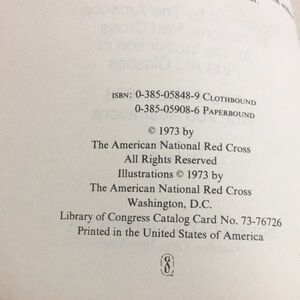 ISBN: 0-385-05848-9 CLOTHBOUND
0-385-05908-6 PAPERBOUND
© 1973 by
The American National Red Cross
All Rights Reserved
Illustrations © 1973 by
The American National Red Cross
Washington, D.C.
Library of Congress Catalog Card No. 73-76726
Printed in the United States of America